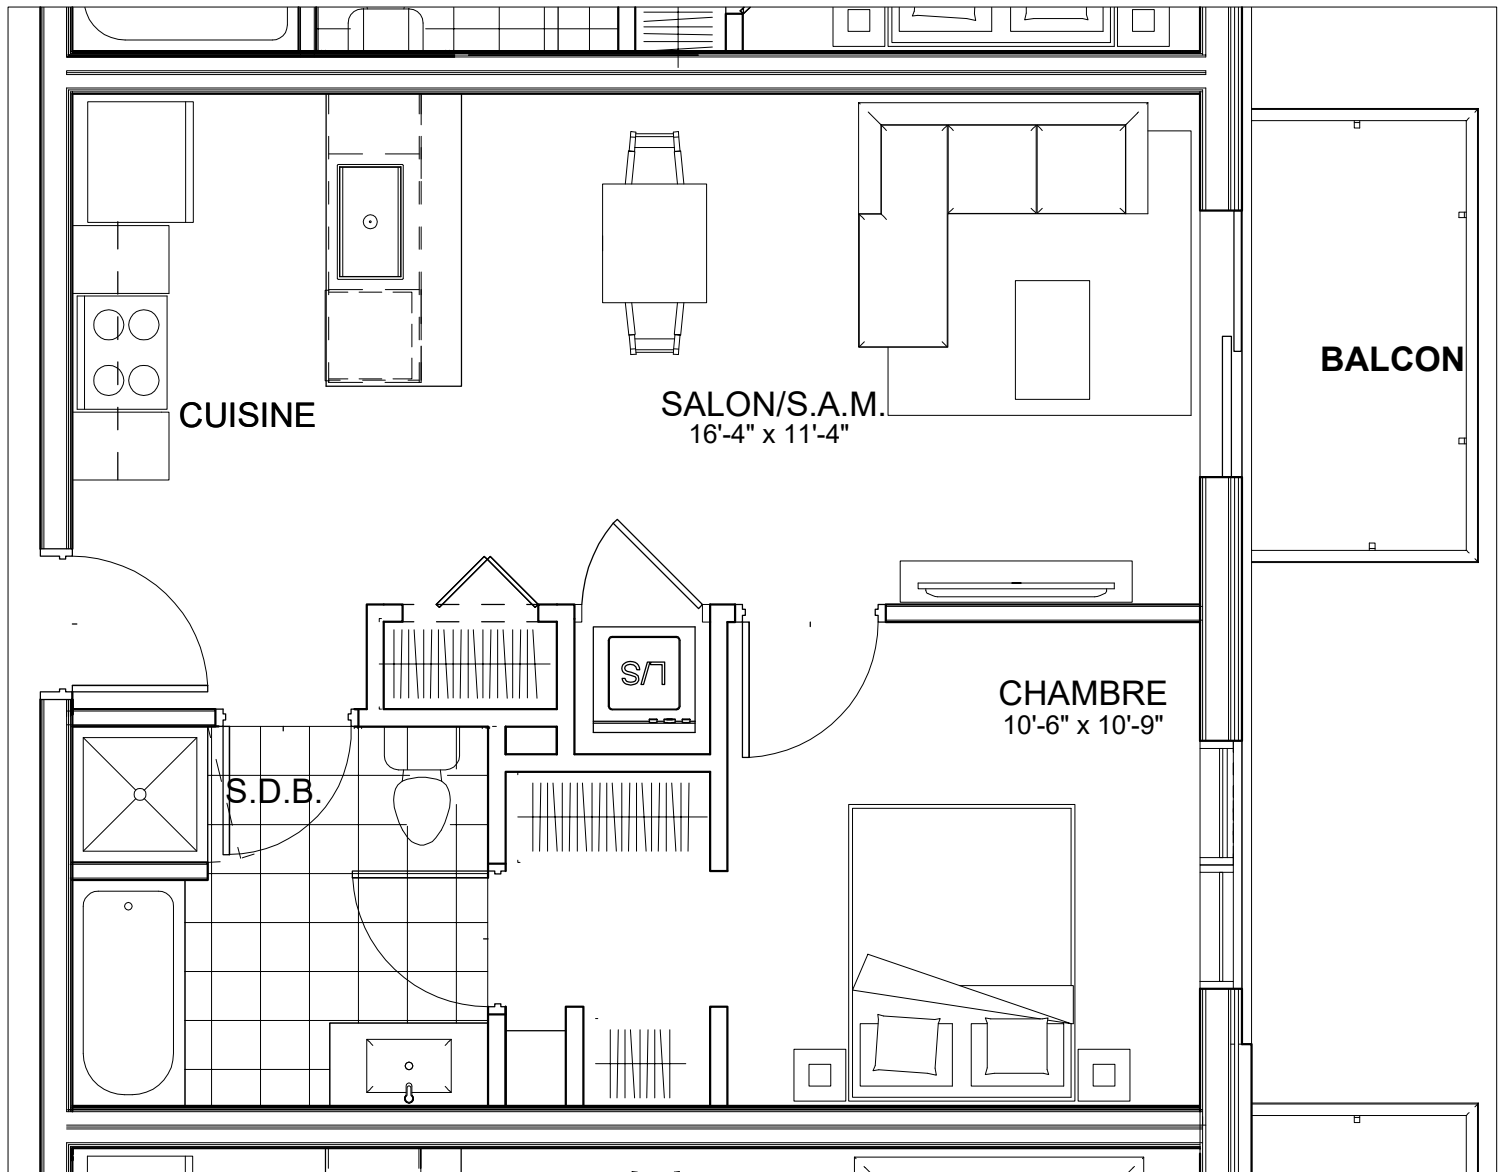 BALCON
CUISINE
SALON/S.A.M.
16'-4" x 11'-4"
L/S
CHAMBRE
10'-6" x 10'-9"
S.D.B.